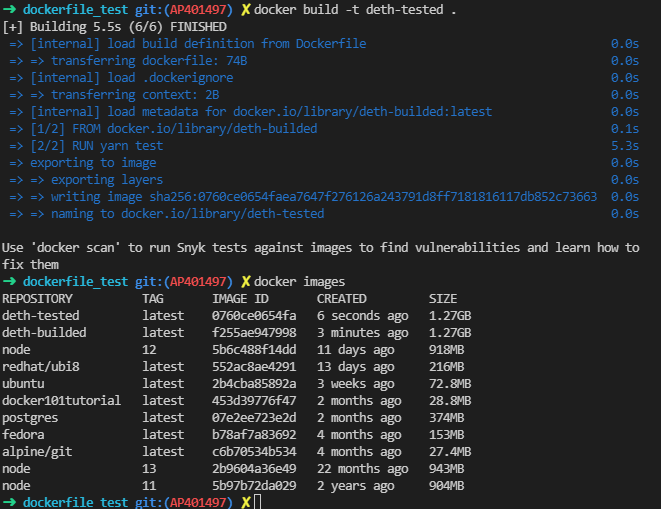 ➜ dockerfile_test git:(AP401497) ✗ docker build -t deth-tested .
[+] Building 5.5s (6/6) FINISHED
=> [internal] load build definition from Dockerfile 0.0s
=> => transferring dockerfile: 74B 0.0s
=> [internal] load .dockerignore 0.0s
=> => transferring context: 2B 0.0s
=> [internal] load metadata for docker.io/library/deth-builded:latest 0.0s
=> [1/2] FROM docker.io/library/deth-builded 0.1s
=> [2/2] RUN yarn test 5.3s
=> exporting to image 0.0s
=> => exporting layers 0.0s
=> => writing image sha256:0760ce0654faea7647f276126a243791d8ff7181816117db852c73663 0.0s
=> => naming to docker.io/library/deth-tested 0.0s
Use 'docker scan' to run Snyk tests against images to find vulnerabilities and learn how to
fix them
➜ dockerfile_test git:(AP401497) ✗ docker images
REPOSITORY TAG IMAGE ID CREATED SIZE
deth-tested latest 0760ce0654fa 6 seconds ago 1.27GB
deth-builded latest f255ae947998 3 minutes ago 1.27GB
node 12 5b6c488f14dd 11 days ago 918MB
redhat/ubi8 latest 552ac8ae4291 13 days ago 216MB
ubuntu latest 2b4cba85892a 3 weeks ago 72.8MB
docker101tutorial latest 453d39776f47 2 months ago 28.8MB
postgres latest 07e2ee723e2d 2 months ago 374MB
fedora latest b78af7a83692 4 months ago 153MB
alpine/git latest c6b70534b534 4 months ago 27.4MB
node 13 2b9604a36e49 22 months ago 943MB
node 11 5b97b72da029 2 years ago 904MB
➜ dockerfile_test git:(AP401497) ✗